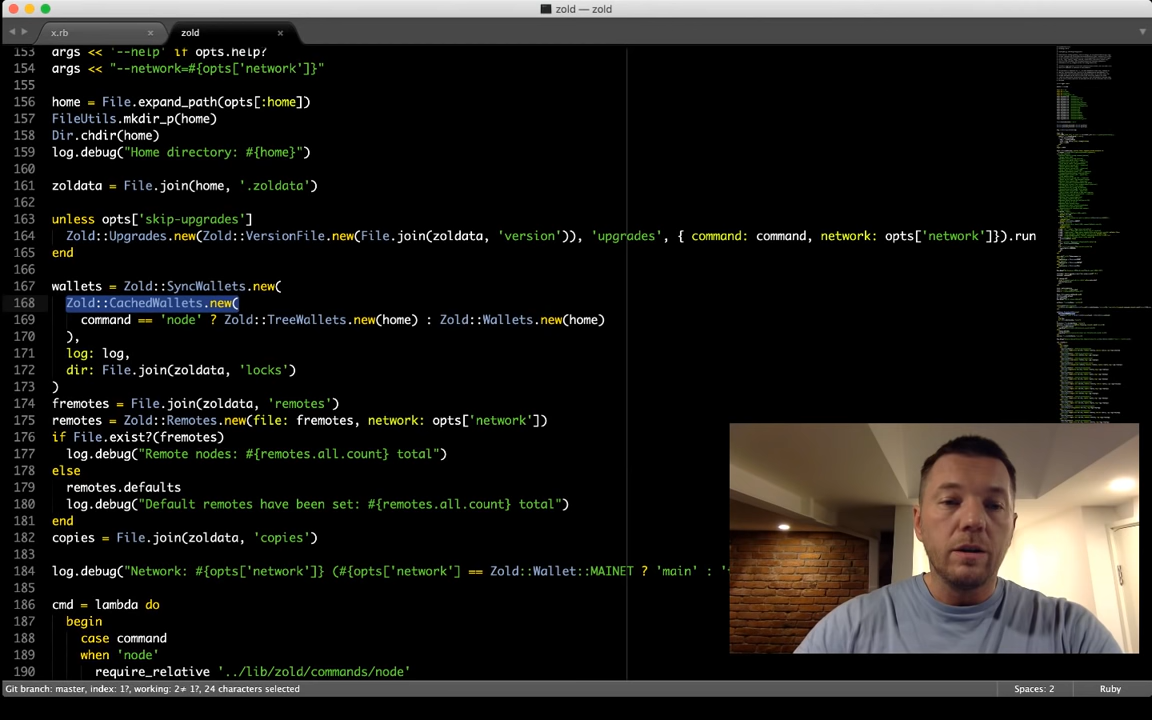 zold — zold
x.rb
zold
153 args << '--help' if opts.help?
154 args << "--network=#{opts['network']}"
155
156 home = File.expand_path(opts[:home])
157 FileUtils.mkdir_p(home)
158 Dir.chdir(home)
159 log.debug("Home directory: #{home}")
160
161 zoldata = File.join(home, '.zoldata')
162
163 unless opts['skip-upgrades']
164 Zold::Upgrades.new(Zold::VersionFile.new(File.join(zoldata, 'version')), 'upgrades', { command: command, network: opts['network']}).run
165 end
166
167 wallets = Zold::SyncWallets.new(
168 Zold::CachedWallets.new(
169 command == 'node' ? Zold::TreeWallets.new(home) : Zold::Wallets.new(home)
170 ),
171 log: log,
172 dir: File.join(zoldata, 'locks')
173 )
174 fremotes = File.join(zoldata, 'remotes')
175 remotes = Zold::Remotes.new(file: fremotes, network: opts['network'])
176 if File.exist?(fremotes)
177 log.debug("Remote nodes: #{remotes.all.count} total")
178 else
179 remotes.defaults
180 log.debug("Default remotes have been set: #{remotes.all.count} total")
181 end
182 copies = File.join(zoldata, 'copies')
183
184 log.debug("Network: #{opts['network']} (#{opts['network'] == Zold::Wallet::MAINET ? 'main' :
185
186 cmd = lambda do
187 begin
188 case command
189 when 'node'
190 require_relative '../lib/zold/commands/node'
Git branch: master, index: 1?, working: 2≠ 1?, 24 characters selected
Spaces: 2
Ruby